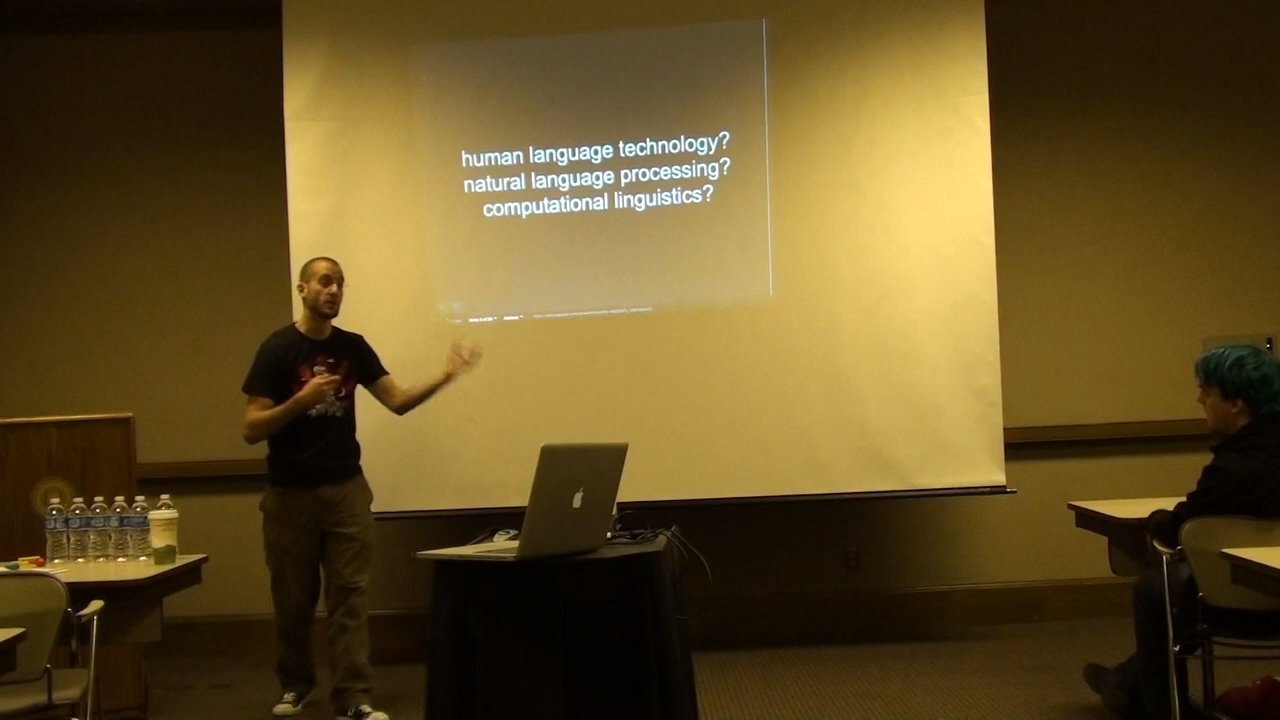 human language technology?
natural language processing?
computational linguistics?